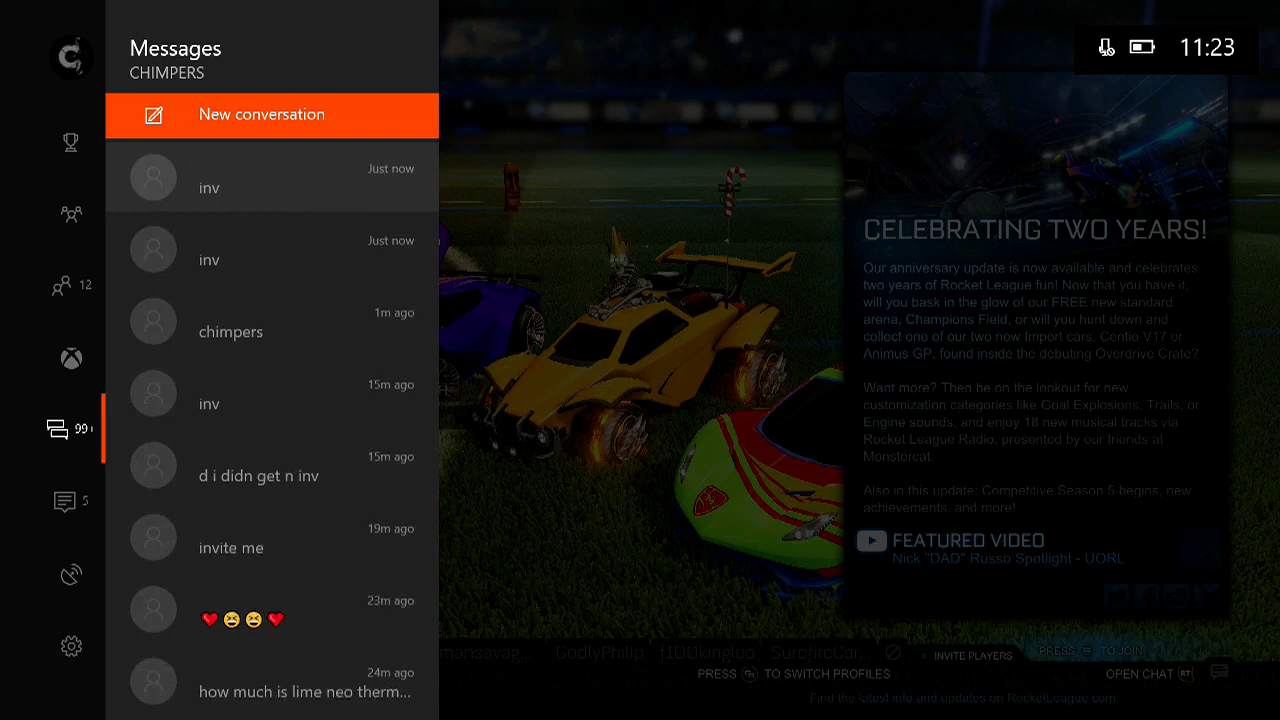 Messages
CHIMPERS
New conversation
Just now
inv
Just now
inv
1m ago
chimpers
15m ago
inv
15m ago
d i didn get n inv
19m ago
invite me
23m ago
❤😆😆❤
24m ago
how much is lime neo therm...
12
99+
5
11:23
CELEBRATING TWO YEARS!
Our anniversary update is now available and celebrates
two years of Rocket League fun! Now that you have it,
will you bask in the glow of our FREE new standard
arena, Champions Field, or will you hunt down and
collect one of our two new Import cars, Centio V17 or
Animus GP, found inside the debuting Overdrive Crate?
Want more? Then be on the lookout for new
customization categories like Goal Explosions, Trails, or
Engine sounds, and enjoy 18 new musical tracks via
Rocket League Radio, presented by our friends at
Monstercat.
Also in this update: Competitive Season 5 begins, new
achievements, and more!
FEATURED VIDEO
Nick "DAD" Russo Spotlight - UORL
mansavag... GodlyPhilip f100kingleo SurefireCar...
INVITE PLAYERS
PRESS TO JOIN
PRESS TO SWITCH PROFILES
OPEN CHAT RT
Find the latest info and updates on RocketLeague.com